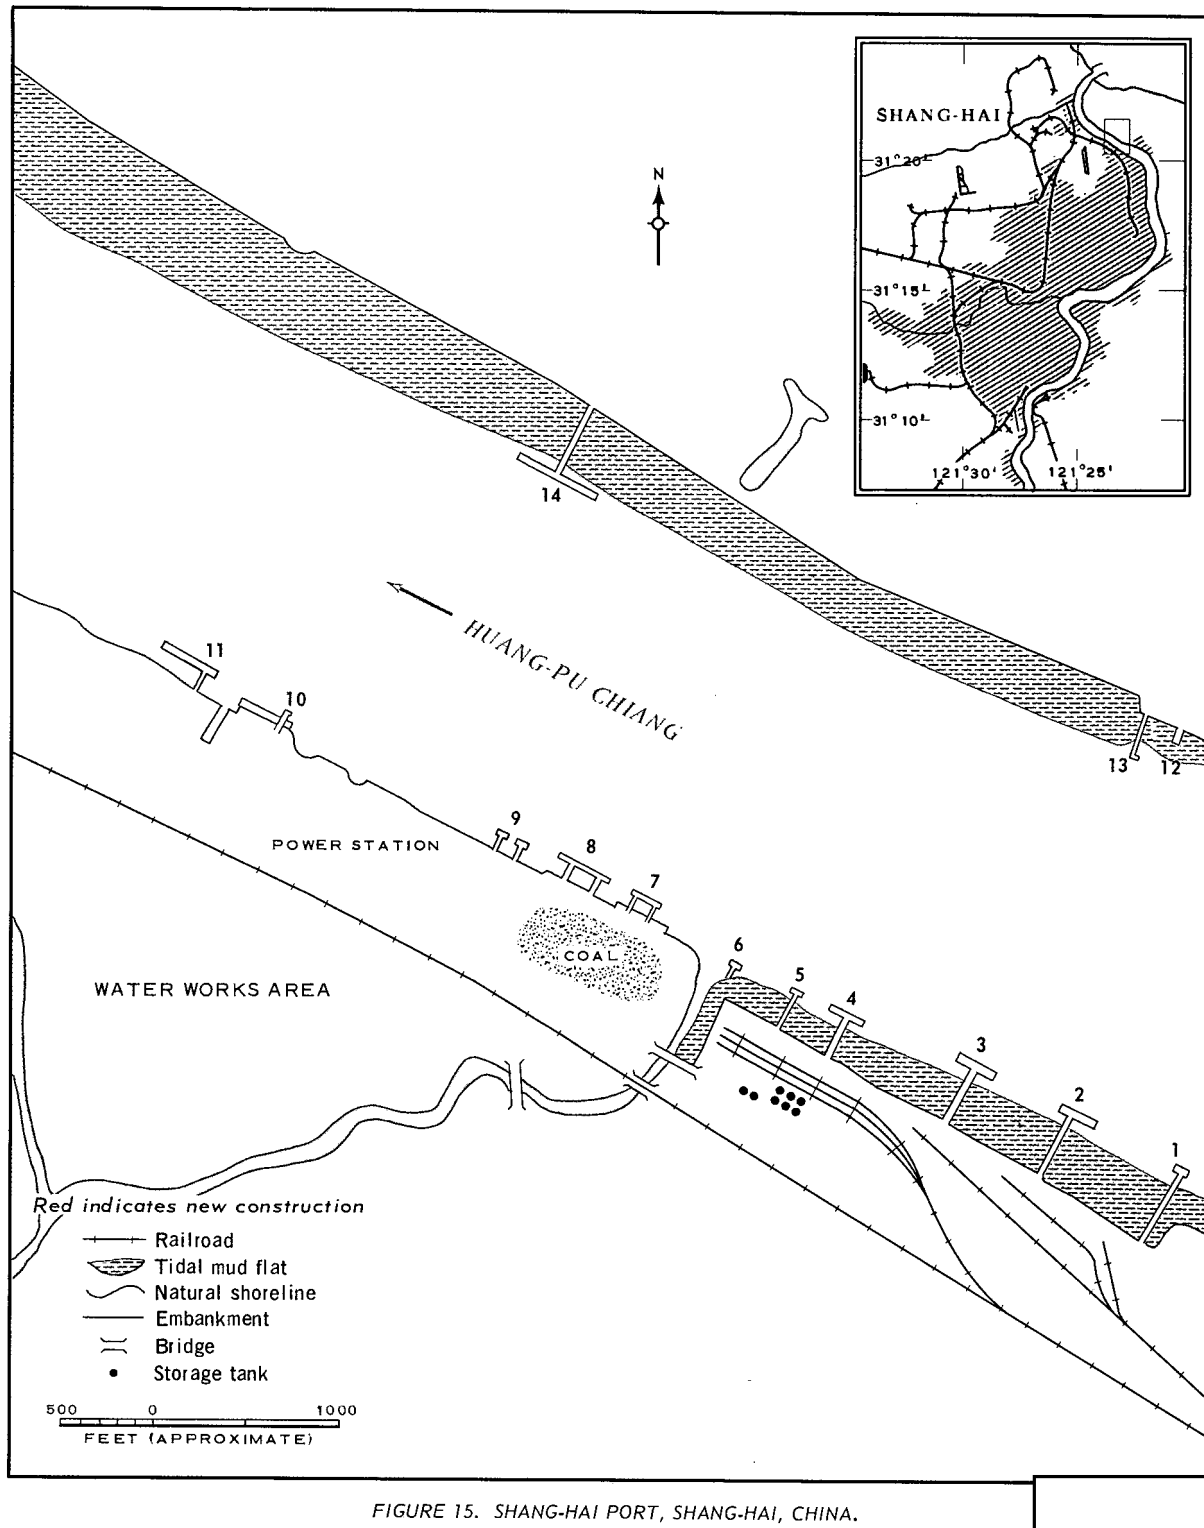 SHANG-HAI
31°20'
31°15'
31°10'
121°30' 121°25'
N
14
HUANG-PU CHIANG
11
10
13 12
9
8
7
POWER STATION
COAL
6
5
4
3
2
1
WATER WORKS AREA
Red indicates new construction
Railroad
Tidal mud flat
Natural shoreline
Embankment
Bridge
Storage tank
500 0 1000
FEET (APPROXIMATE)
FIGURE 15. SHANG-HAI PORT, SHANG-HAI, CHINA.